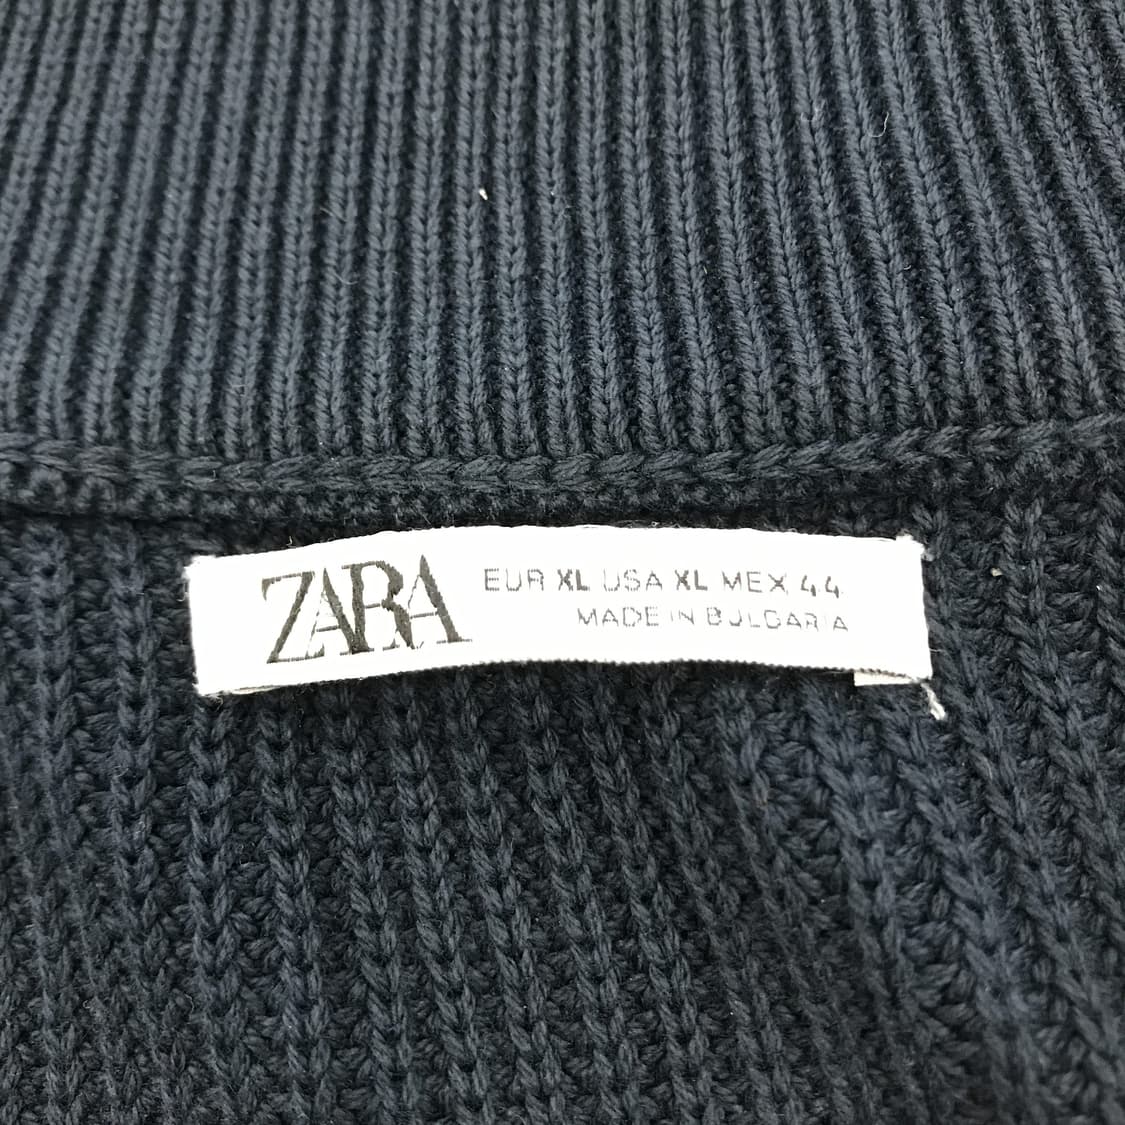 ZARA
EUR XL USA XL MEX 44
MADE IN BULGARIA